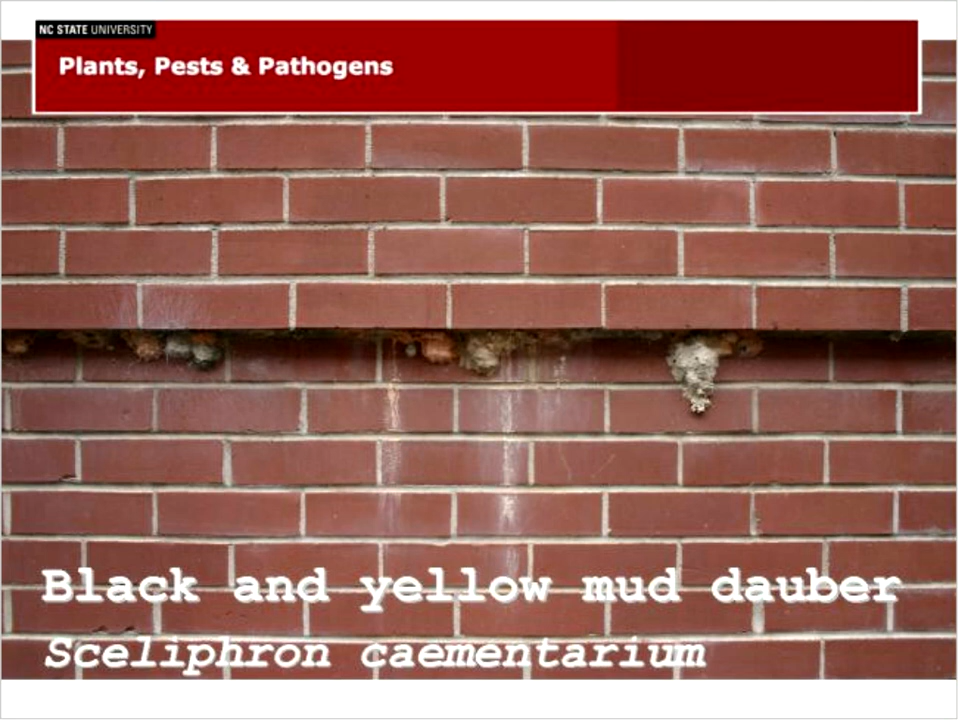 NC STATE UNIVERSITY
Plants, Pests & Pathogens
Black and yellow mud dauber
Sceliphron caementarium